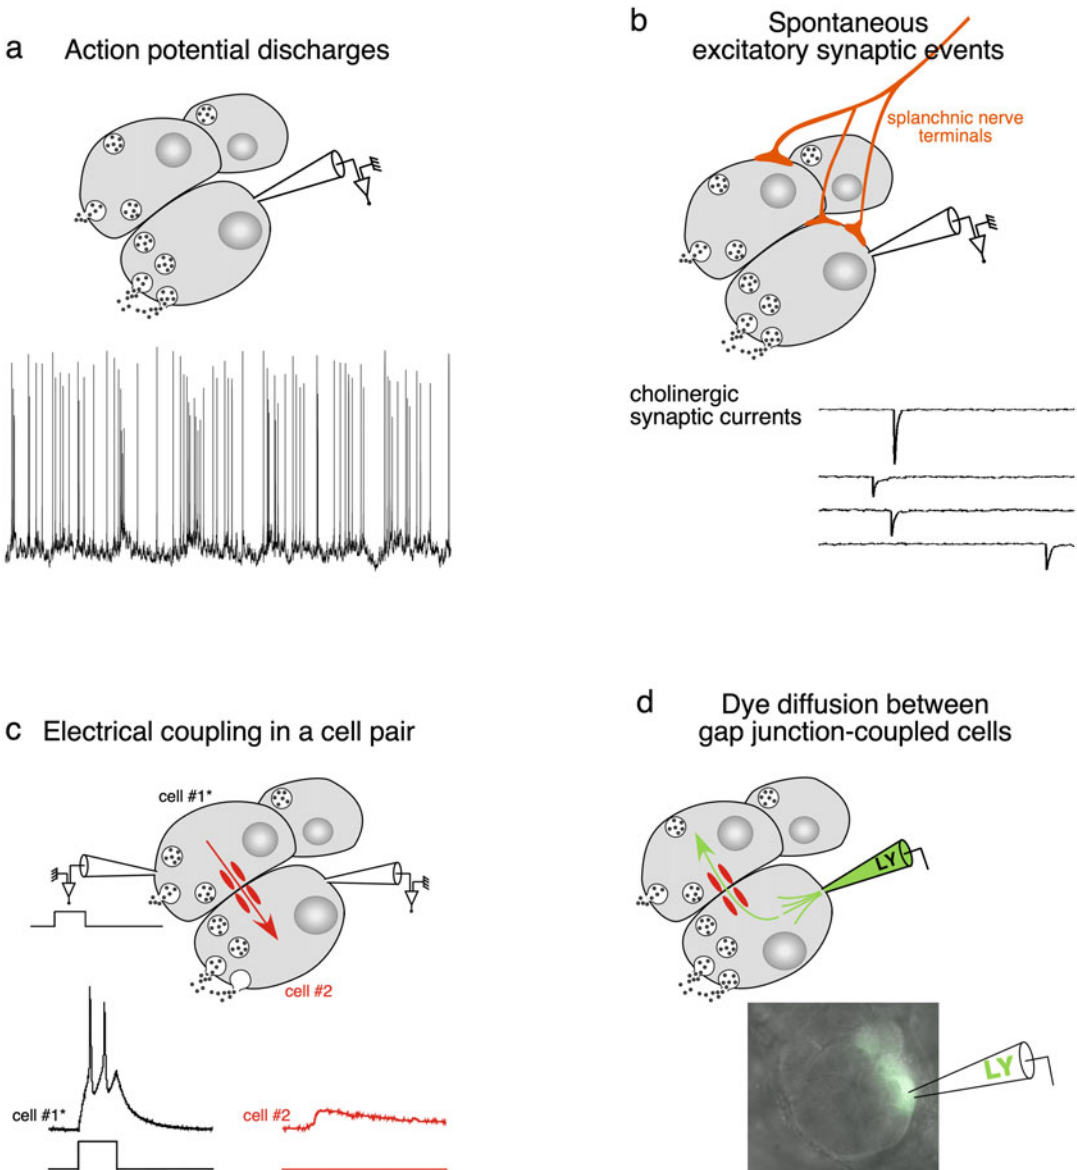 a
Action potential discharges
b
Spontaneous
excitatory synaptic events
splanchnic nerve
terminals
cholinergic
synaptic currents
c
Electrical coupling in a cell pair
cell #1*
cell #2
cell #1*
cell #2
d
Dye diffusion between
gap junction-coupled cells
LY
LY